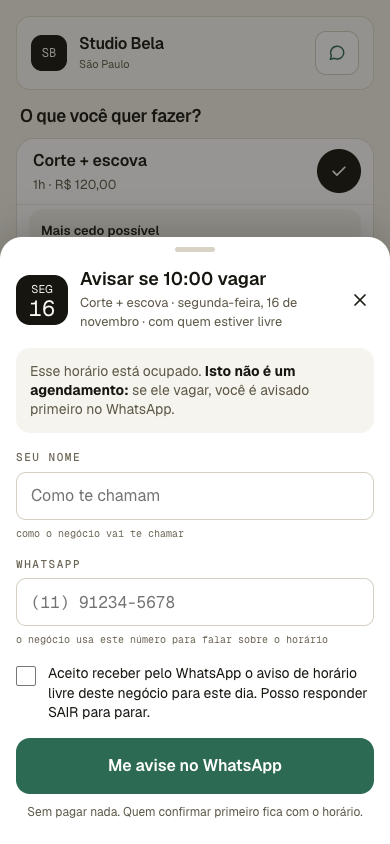 SB
Studio Bela
São Paulo
O que você quer fazer?
Corte + escova
1h · R$ 120,00
Mais cedo possível
SEG
16
Avisar se 10:00 vagar
Corte + escova · segunda-feira, 16 de
novembro · com quem estiver livre
Esse horário está ocupado. Isto não é um
agendamento: se ele vagar, você é avisado
primeiro no WhatsApp.
SEU NOME
Como te chamam
como o negócio vai te chamar
WHATSAPP
(11) 91234-5678
o negócio usa este número para falar sobre o horário
Aceito receber pelo WhatsApp o aviso de horário
livre deste negócio para este dia. Posso responder
SAIR para parar.
Me avise no WhatsApp
Sem pagar nada. Quem confirmar primeiro fica com o horário.